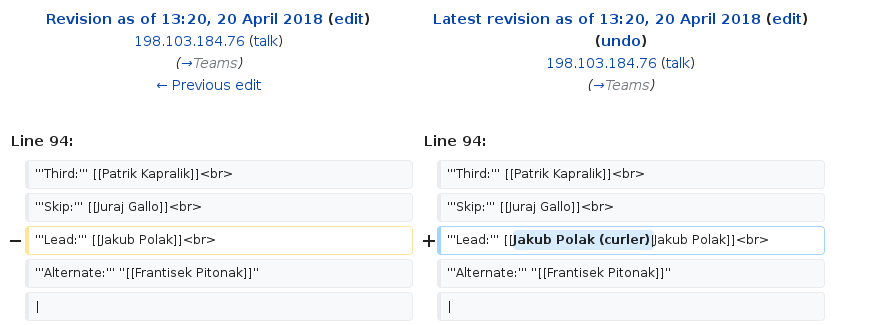 Revision as of 13:20, 20 April 2018 (edit)
198.103.184.76 (talk)
(→Teams)
← Previous edit
Latest revision as of 13:20, 20 April 2018 (edit)
(undo)
198.103.184.76 (talk)
(→Teams)
Line 94:
Line 94:
'''Third:''' [[Patrik Kapralik]]<br>
'''Third:''' [[Patrik Kapralik]]<br>
'''Skip:''' [[Juraj Gallo]]<br>
'''Skip:''' [[Juraj Gallo]]<br>
− '''Lead:''' [[Jakub Polak]]<br>
+ '''Lead:''' [[Jakub Polak (curler)|Jakub Polak]]<br>
'''Alternate:''' ''[[Frantisek Pitonak]]''
'''Alternate:''' ''[[Frantisek Pitonak]]''
|
|